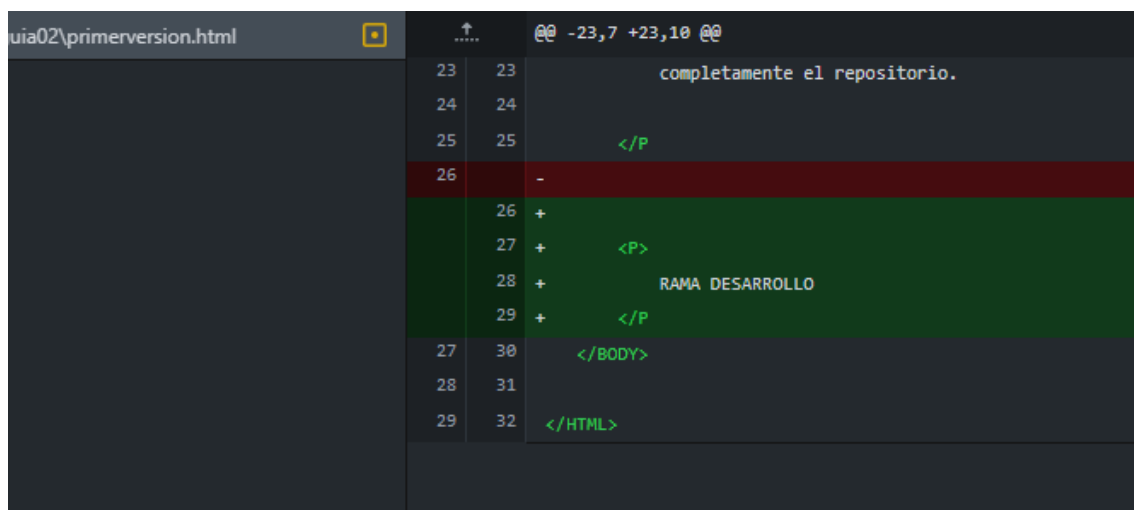 uia02\primerversion.html
@@ -23,7 +23,10 @@
23 23 completamente el repositorio.
24 24
25 25 </P
26 -
26 +
27 + <P>
28 + RAMA DESARROLLO
29 + </P
27 30 </BODY>
28 31
29 32 </HTML>